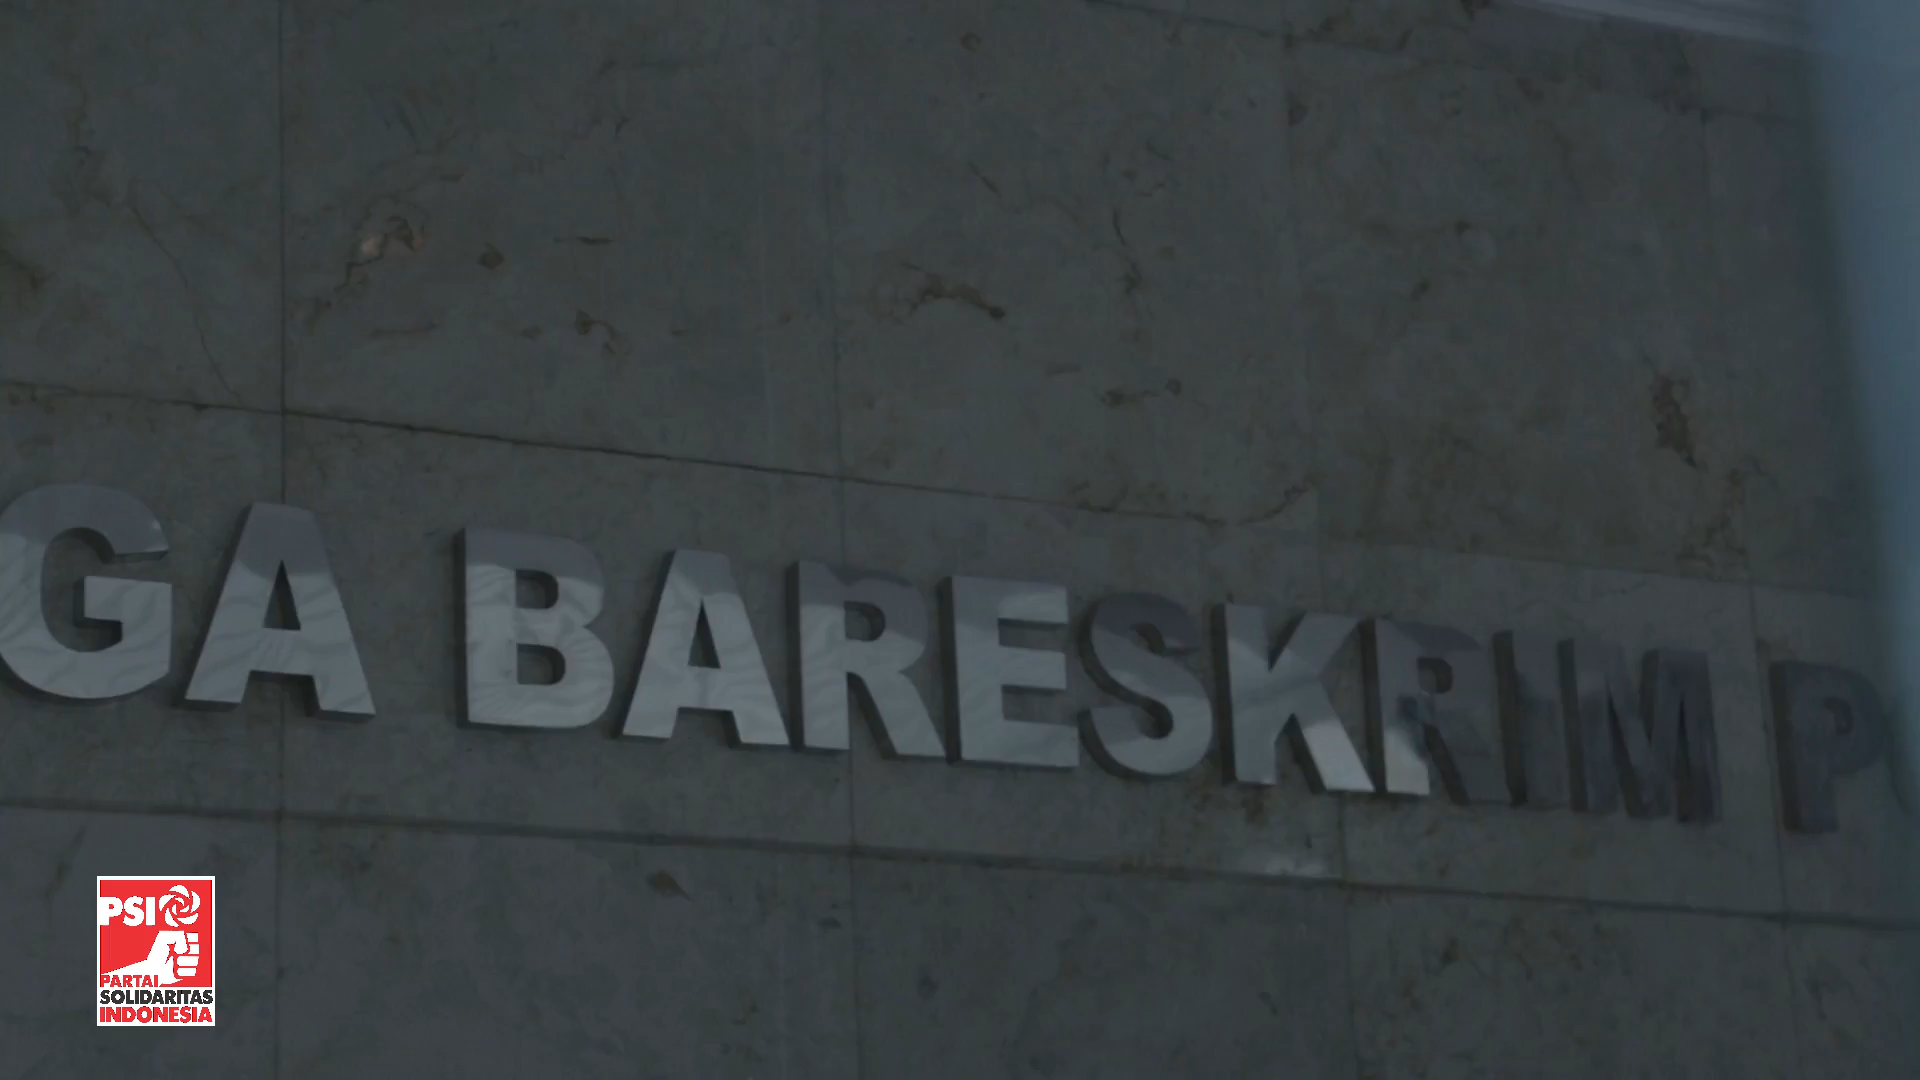 GA BARESKRIM P
PSI
PARTAI
SOLIDARITAS
INDONESIA